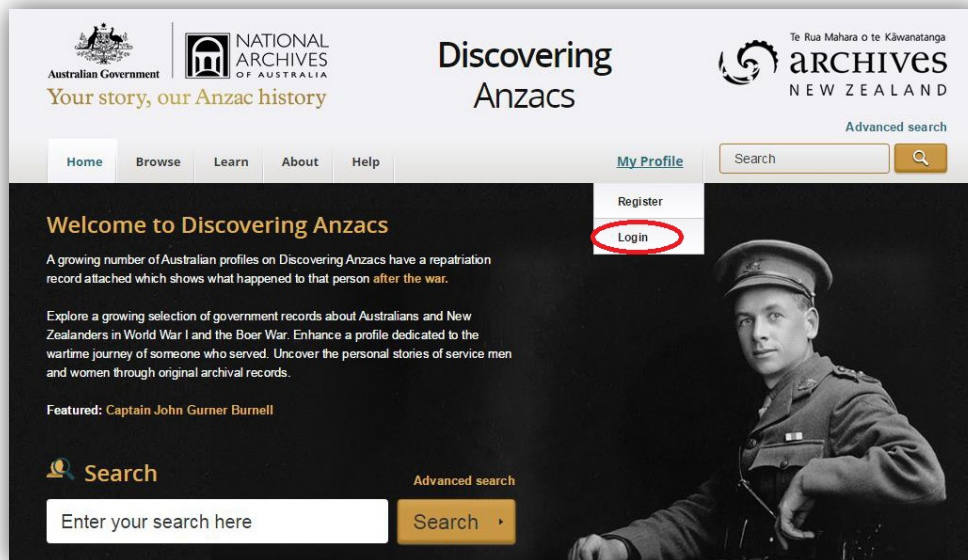 Australian Government
NATIONAL
ARCHIVES
OF AUSTRALIA
Your story, our Anzac history
Discovering
Anzacs
Te Rua Mahara o te Kāwanatanga
ARCHIVES
NEW ZEALAND
Advanced search
Home Browse Learn About Help My Profile Search
Register
Login
Welcome to Discovering Anzacs
A growing number of Australian profiles on Discovering Anzacs have a repatriation
record attached which shows what happened to that person after the war.
Explore a growing selection of government records about Australians and New
Zealanders in World War I and the Boer War. Enhance a profile dedicated to the
wartime journey of someone who served. Uncover the personal stories of service men
and women through original archival records.
Featured: Captain John Gurner Burnell
Search
Advanced search
Enter your search here
Search